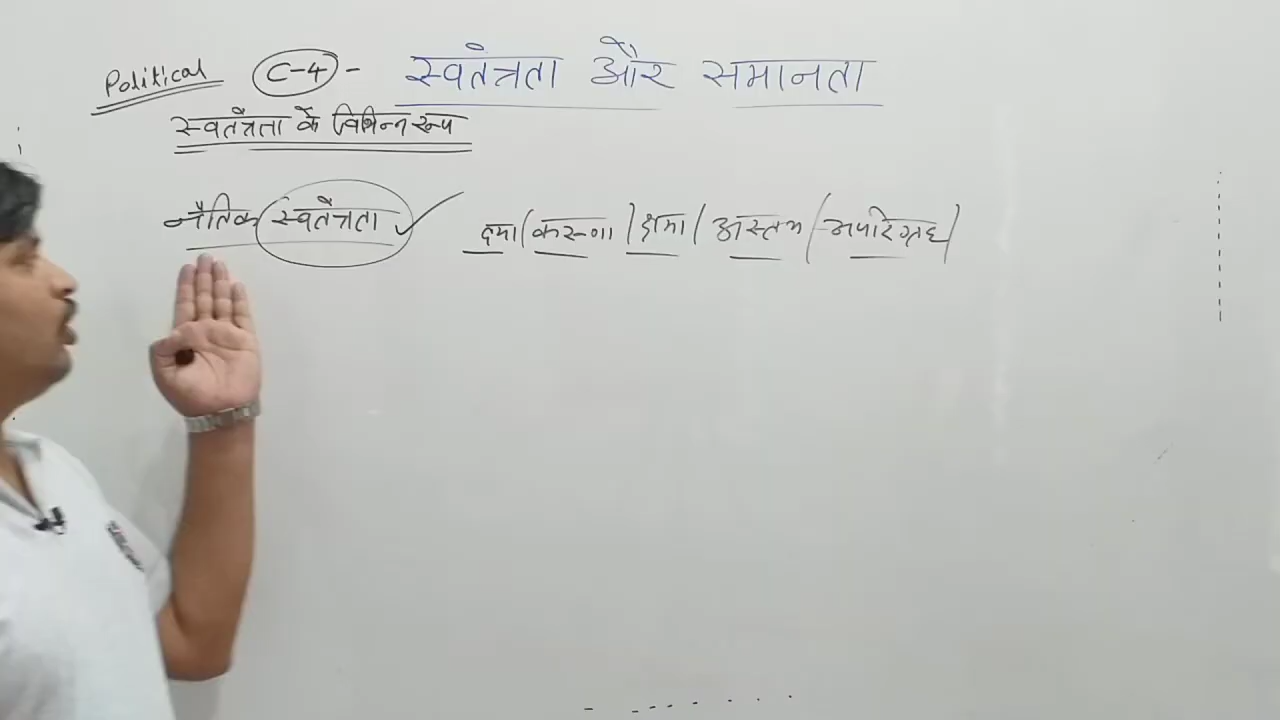 Political C-4 - स्वतंत्रता और समानता
स्वतंत्रता के विभिन्न रूप
नैतिक स्वतंत्रता ✓ दया / करूणा / क्षमा / अस्तेय / अपरिग्रह /